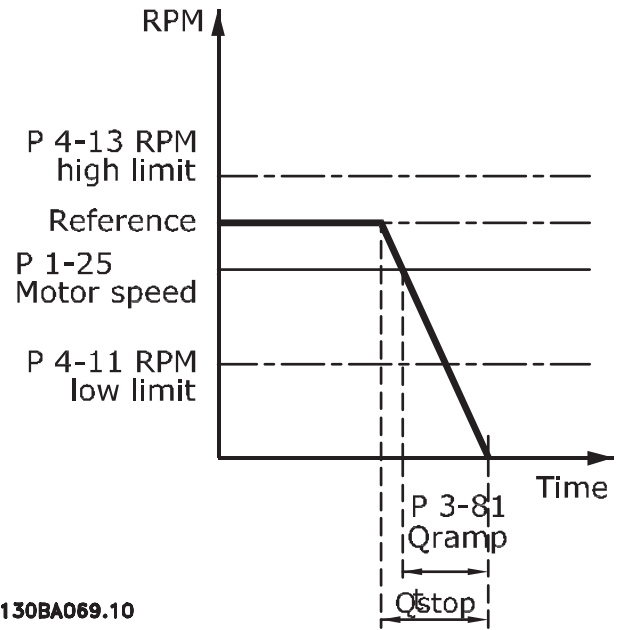 RPM
P 4-13 RPM
high limit
Reference
P 1-25
Motor speed
P 4-11 RPM
low limit
Time
P 3-81
Qramp
Qstop
130BA069.10